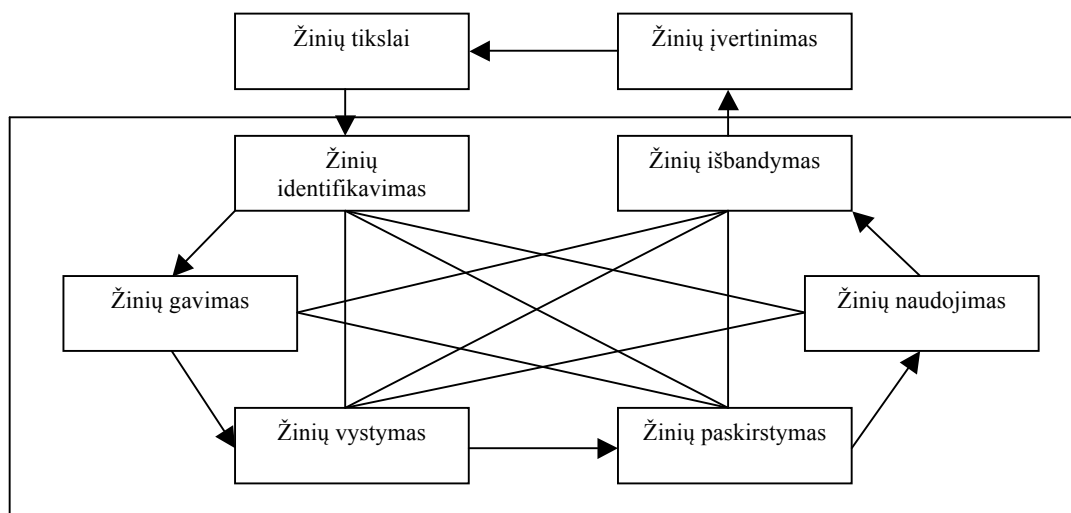 Žinių tikslai
Žinių įvertinimas
Žinių
identifikavimas
Žinių išbandymas
Žinių gavimas
Žinių naudojimas
Žinių vystymas
Žinių paskirstymas